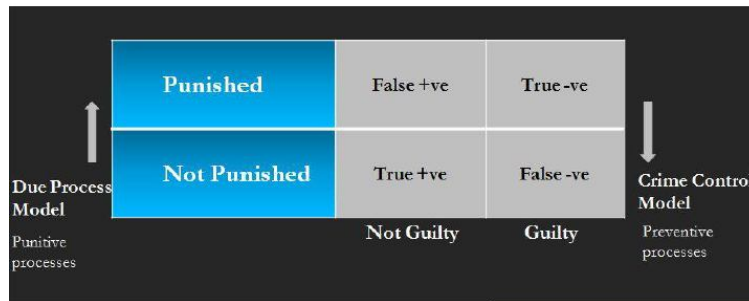 Punished
False +ve
True -ve
Not Punished
True +ve
False -ve
Due Process
Model
Punitive
processes
Not Guilty
Guilty
Crime Contro
Model
Preventive
processes